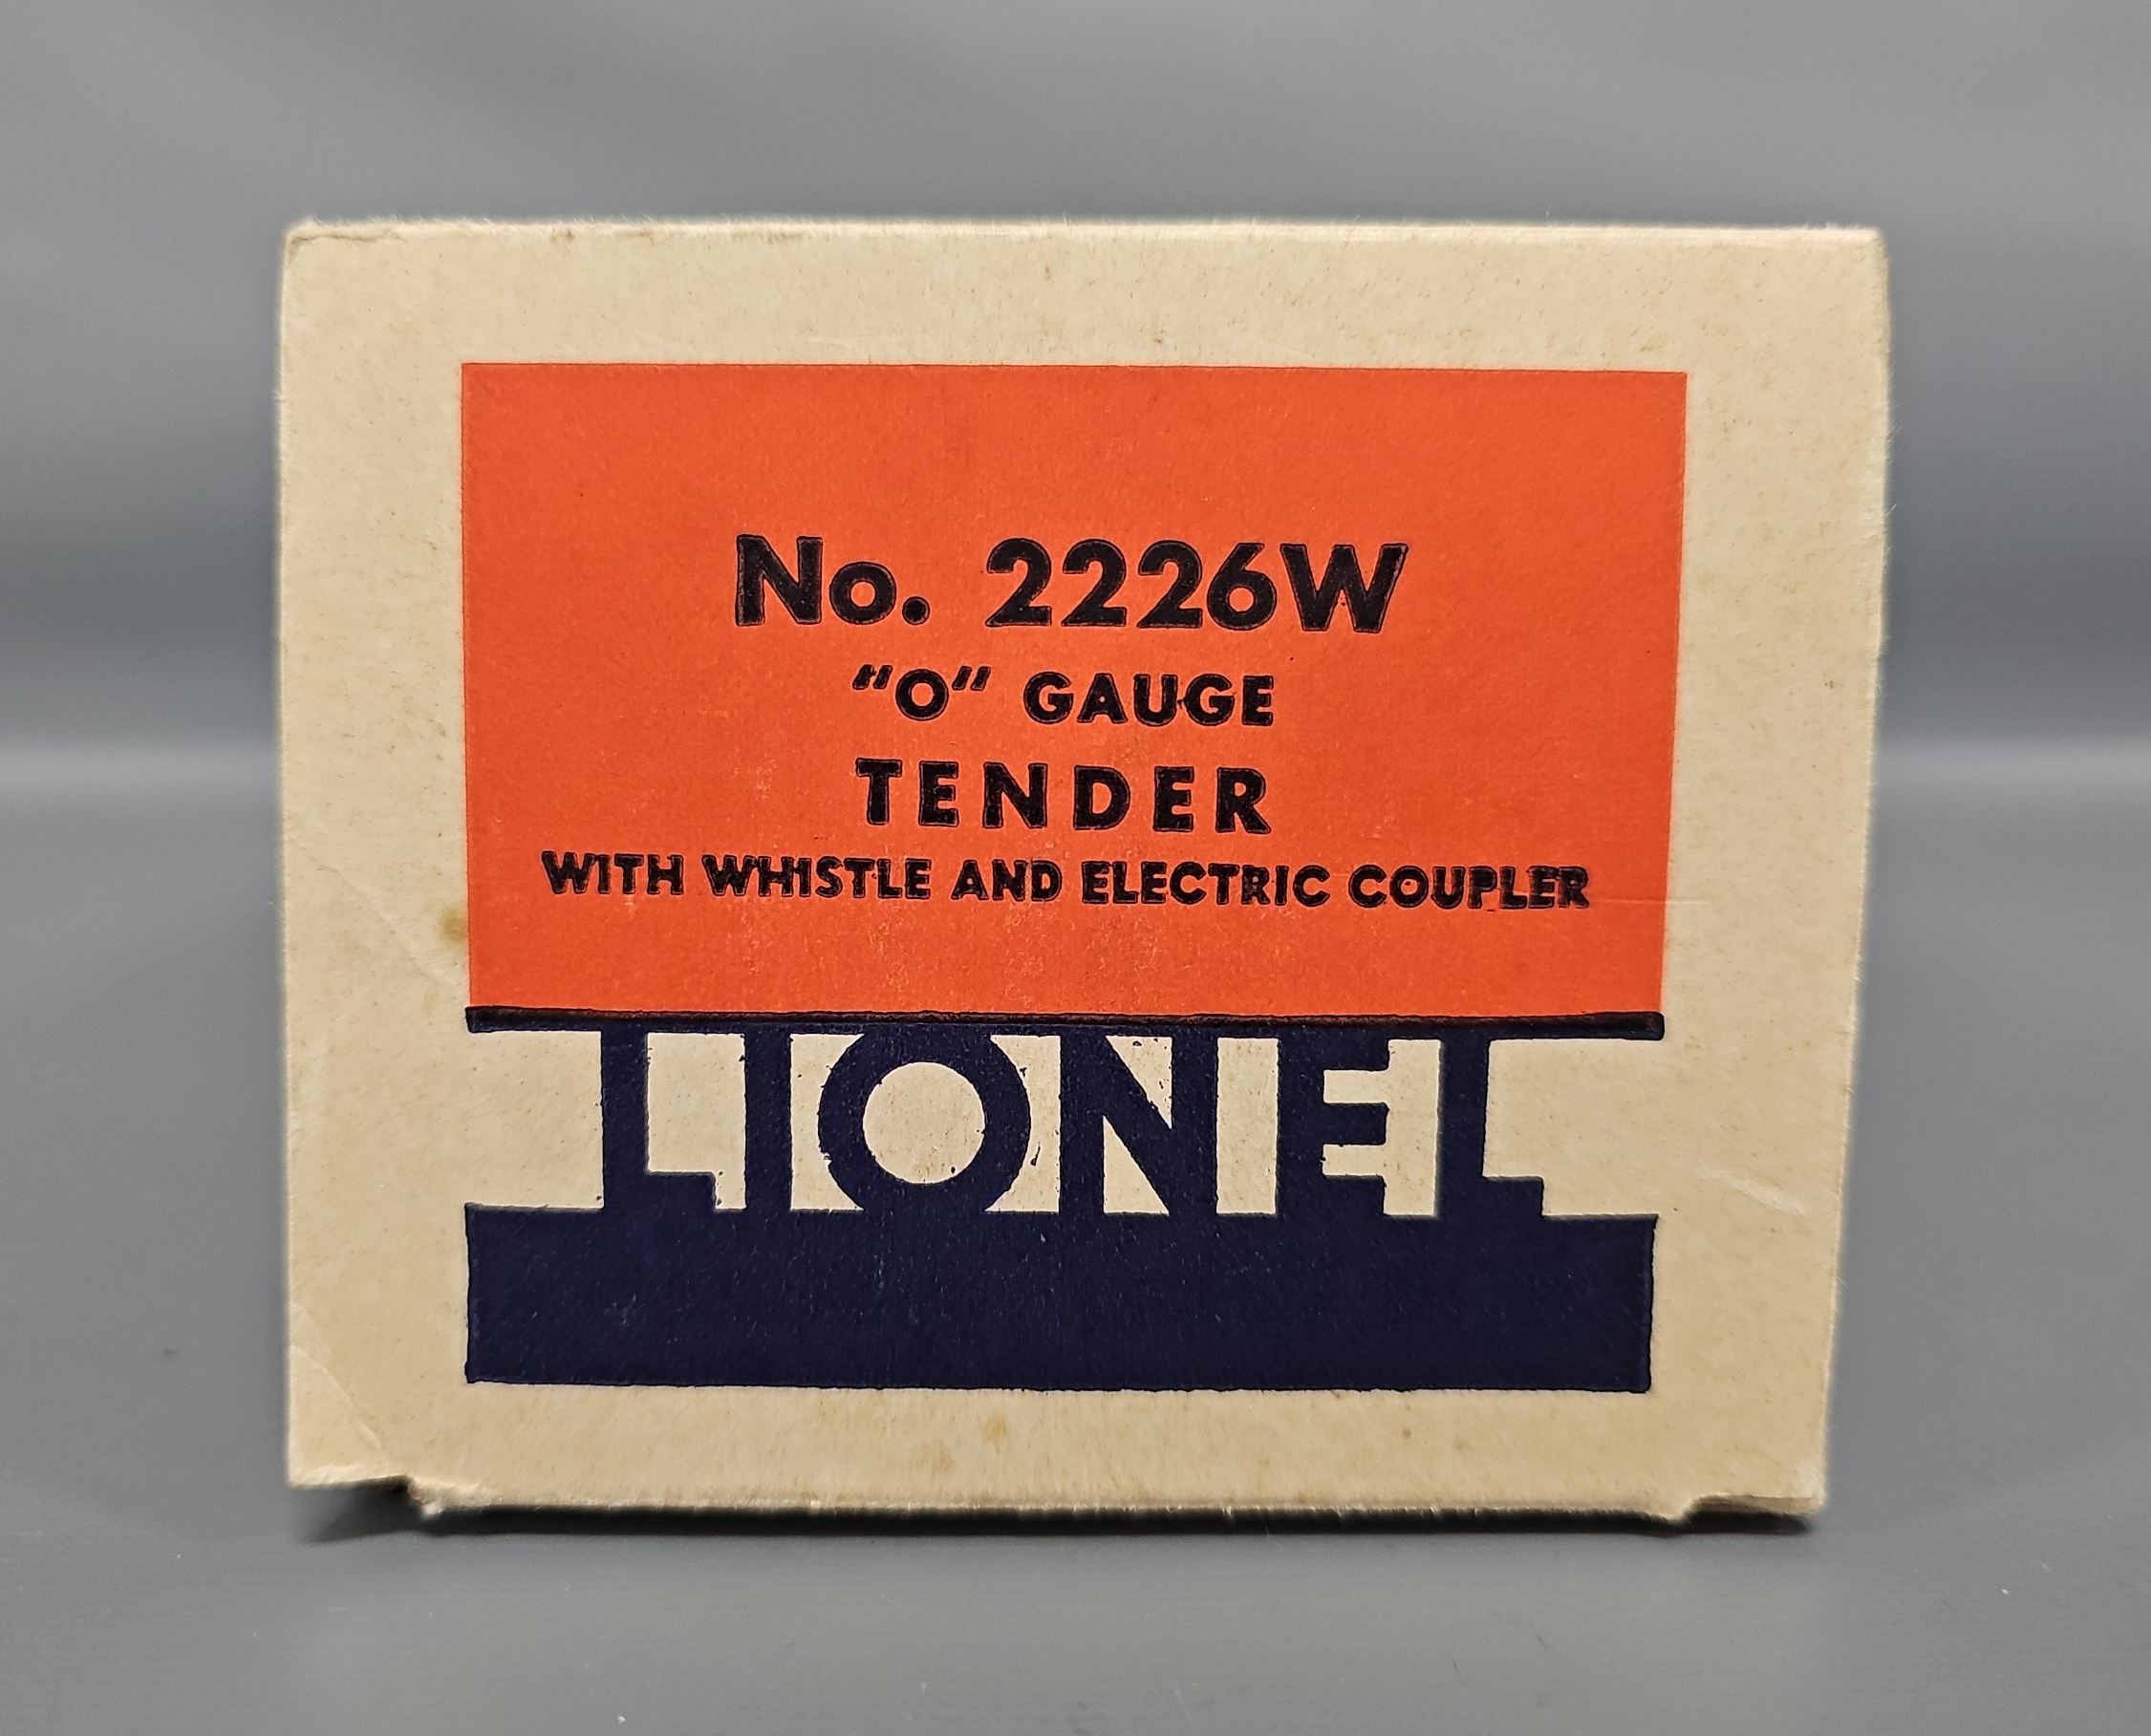 No. 2226W
"O" GAUGE
TENDER
WITH WHISTLE AND ELECTRIC COUPLER
LIONEL